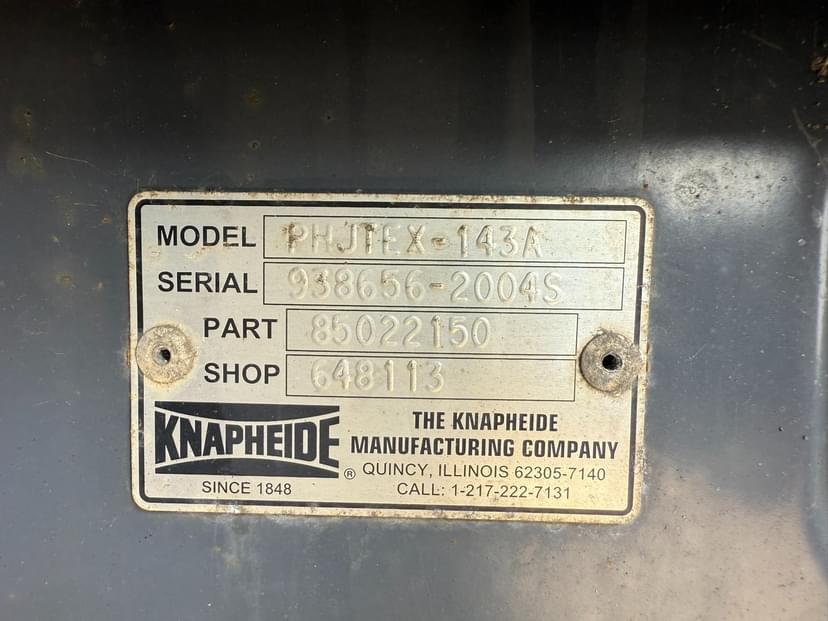 MODEL PHJTEX-143A
SERIAL 938656-2004S
PART 85022150
SHOP 648113
KNAPHEIDE ®
SINCE 1848
THE KNAPHEIDE
MANUFACTURING COMPANY
QUINCY, ILLINOIS 62305-7140
CALL: 1-217-222-7131